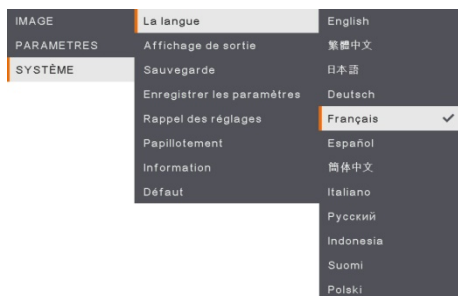 IMAGE
PARAMETRES
SYSTÈME
La langue
Affichage de sortie
Sauvegarde
Enregistrer les paramètres
Rappel des réglages
Papillotement
Information
Défaut
English
繁體中文
日本語
Deutsch
Français
Español
簡体中文
Italiano
Русский
Indonesia
Suomi
Polski